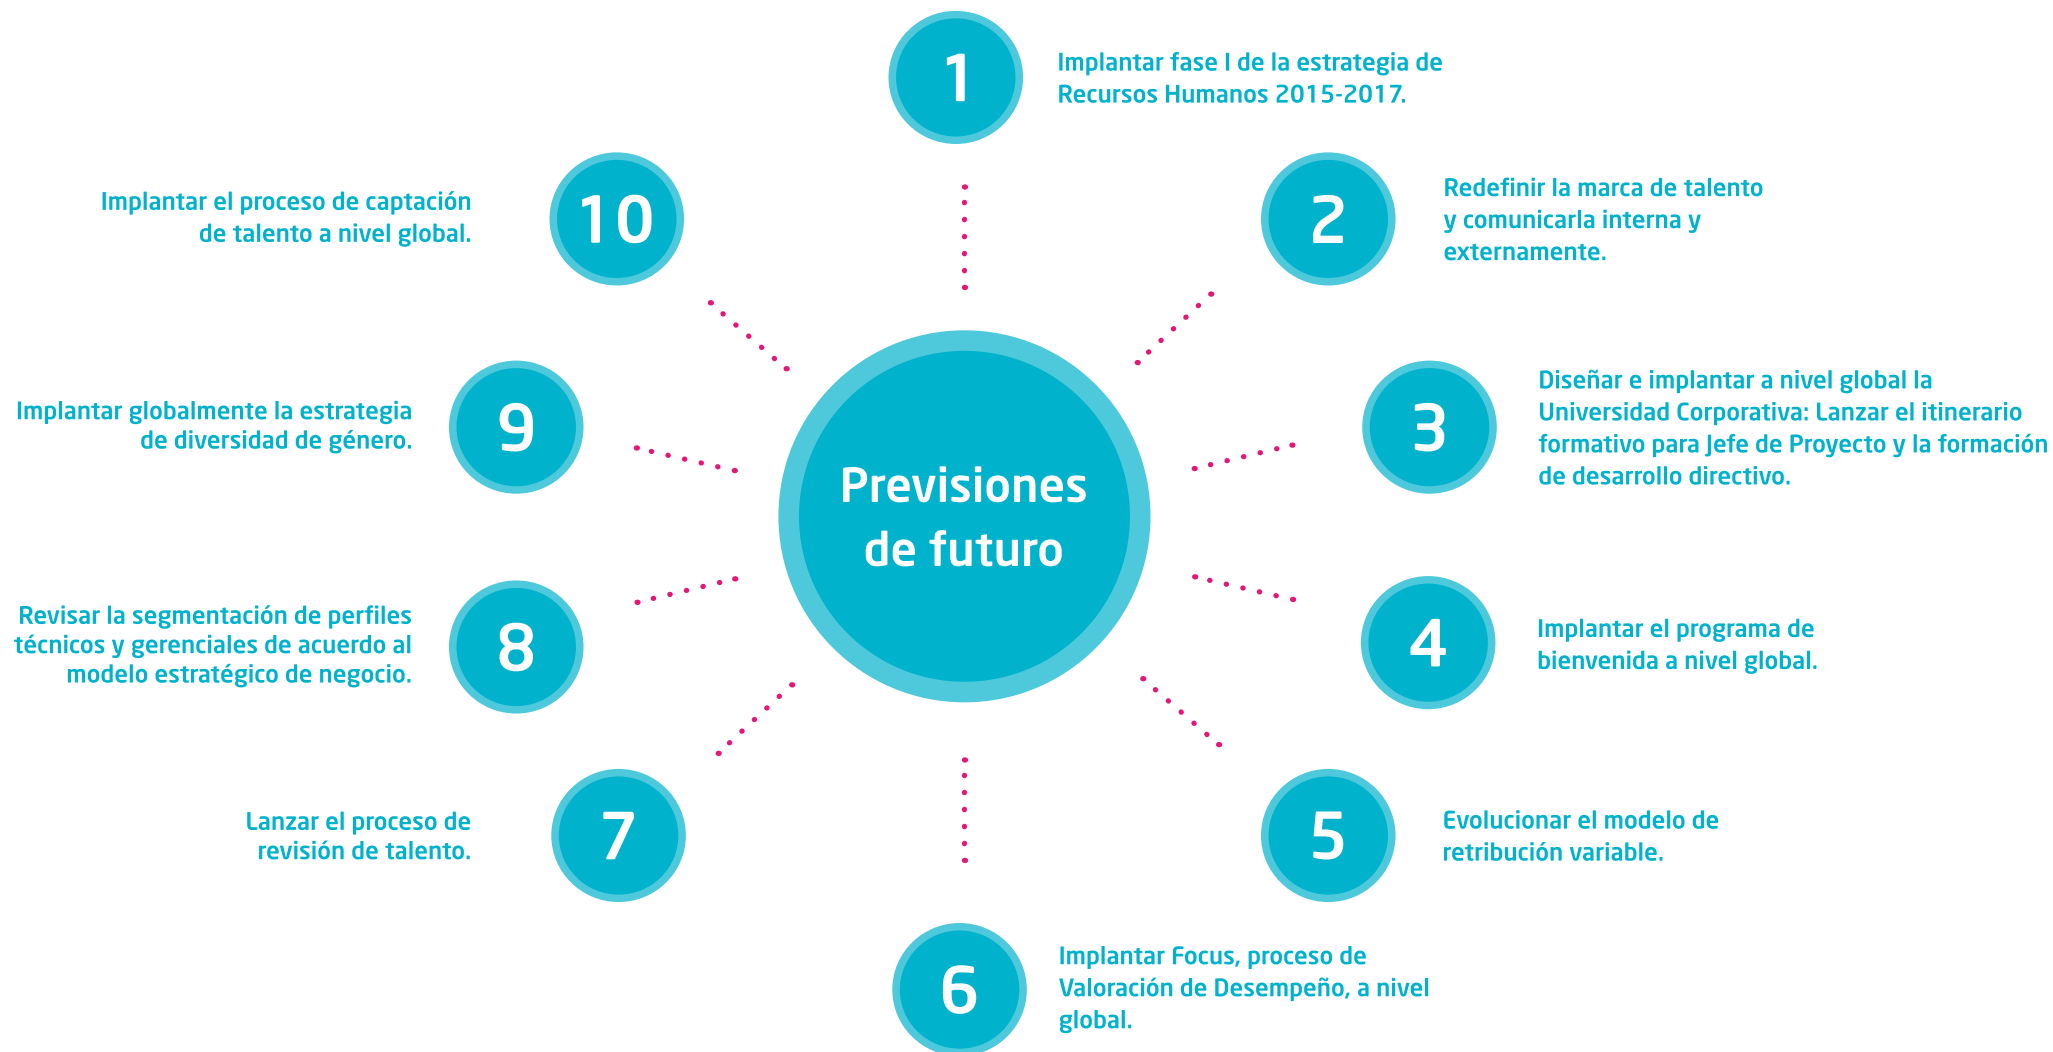 Previsiones
de futuro
1
Implantar fase I de la estrategia de
Recursos Humanos 2015-2017.
2
Redefinir la marca de talento
y comunicarla interna y
externamente.
3
Diseñar e implantar a nivel global la
Universidad Corporativa: Lanzar el itinerario
formativo para Jefe de Proyecto y la formación
de desarrollo directivo.
4
Implantar el programa de
bienvenida a nivel global.
5
Evolucionar el modelo de
retribución variable.
6
Implantar Focus, proceso de
Valoración de Desempeño, a nivel
global.
7
Lanzar el proceso de
revisión de talento.
8
Revisar la segmentación de perfiles
técnicos y gerenciales de acuerdo al
modelo estratégico de negocio.
9
Implantar globalmente la estrategia
de diversidad de género.
10
Implantar el proceso de captación
de talento a nivel global.